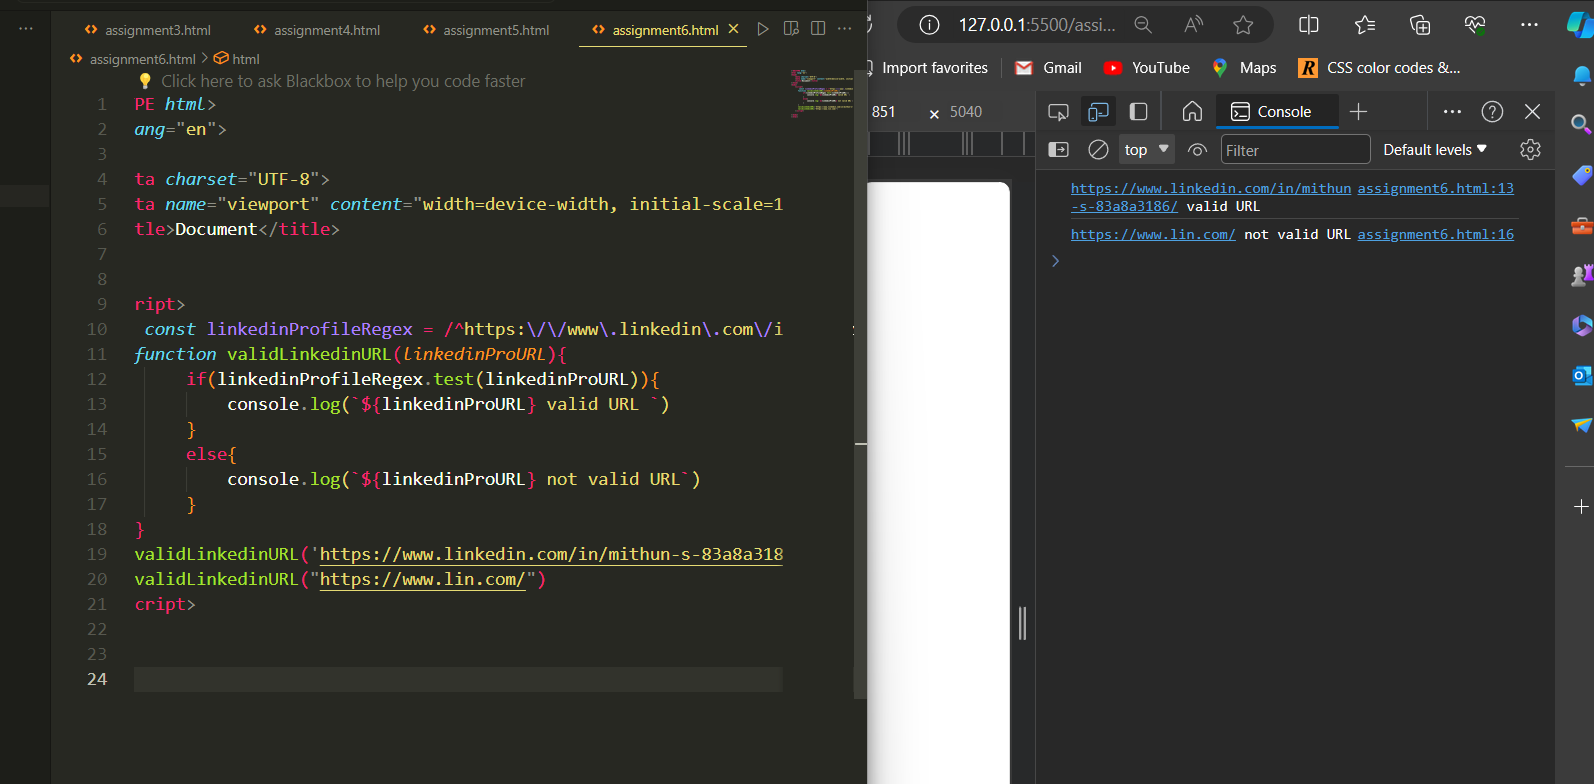 assignment3.html
assignment4.html
assignment5.html
assignment6.html
assignment6.html > html
Click here to ask Blackbox to help you code faster
1 PE html>
2 ang="en">
3
4 ta charset="UTF-8">
5 ta name="viewport" content="width=device-width, initial-scale=1
6 tle>Document</title>
7
8
9 ript>
10 const linkedinProfileRegex = /^https:\/\/www\.linkedin\.com\/i
11 function validLinkedinURL(linkedinProURL){
12 if(linkedinProfileRegex.test(linkedinProURL)){
13 console.log(`${linkedinProURL} valid URL `)
14 }
15 else{
16 console.log(`${linkedinProURL} not valid URL`)
17 }
18 }
19 validLinkedinURL('https://www.linkedin.com/in/mithun-s-83a8a318
20 validLinkedinURL("https://www.lin.com/")
21 cript>
22
23
24
127.0.0.1:5500/assi...
Import favorites
Gmail
YouTube
Maps
R CSS color codes &...
851 × 5040
Console
top
Filter
Default levels
https://www.linkedin.com/in/mithun assignment6.html:13
-s-83a8a3186/ valid URL
https://www.lin.com/ not valid URL assignment6.html:16